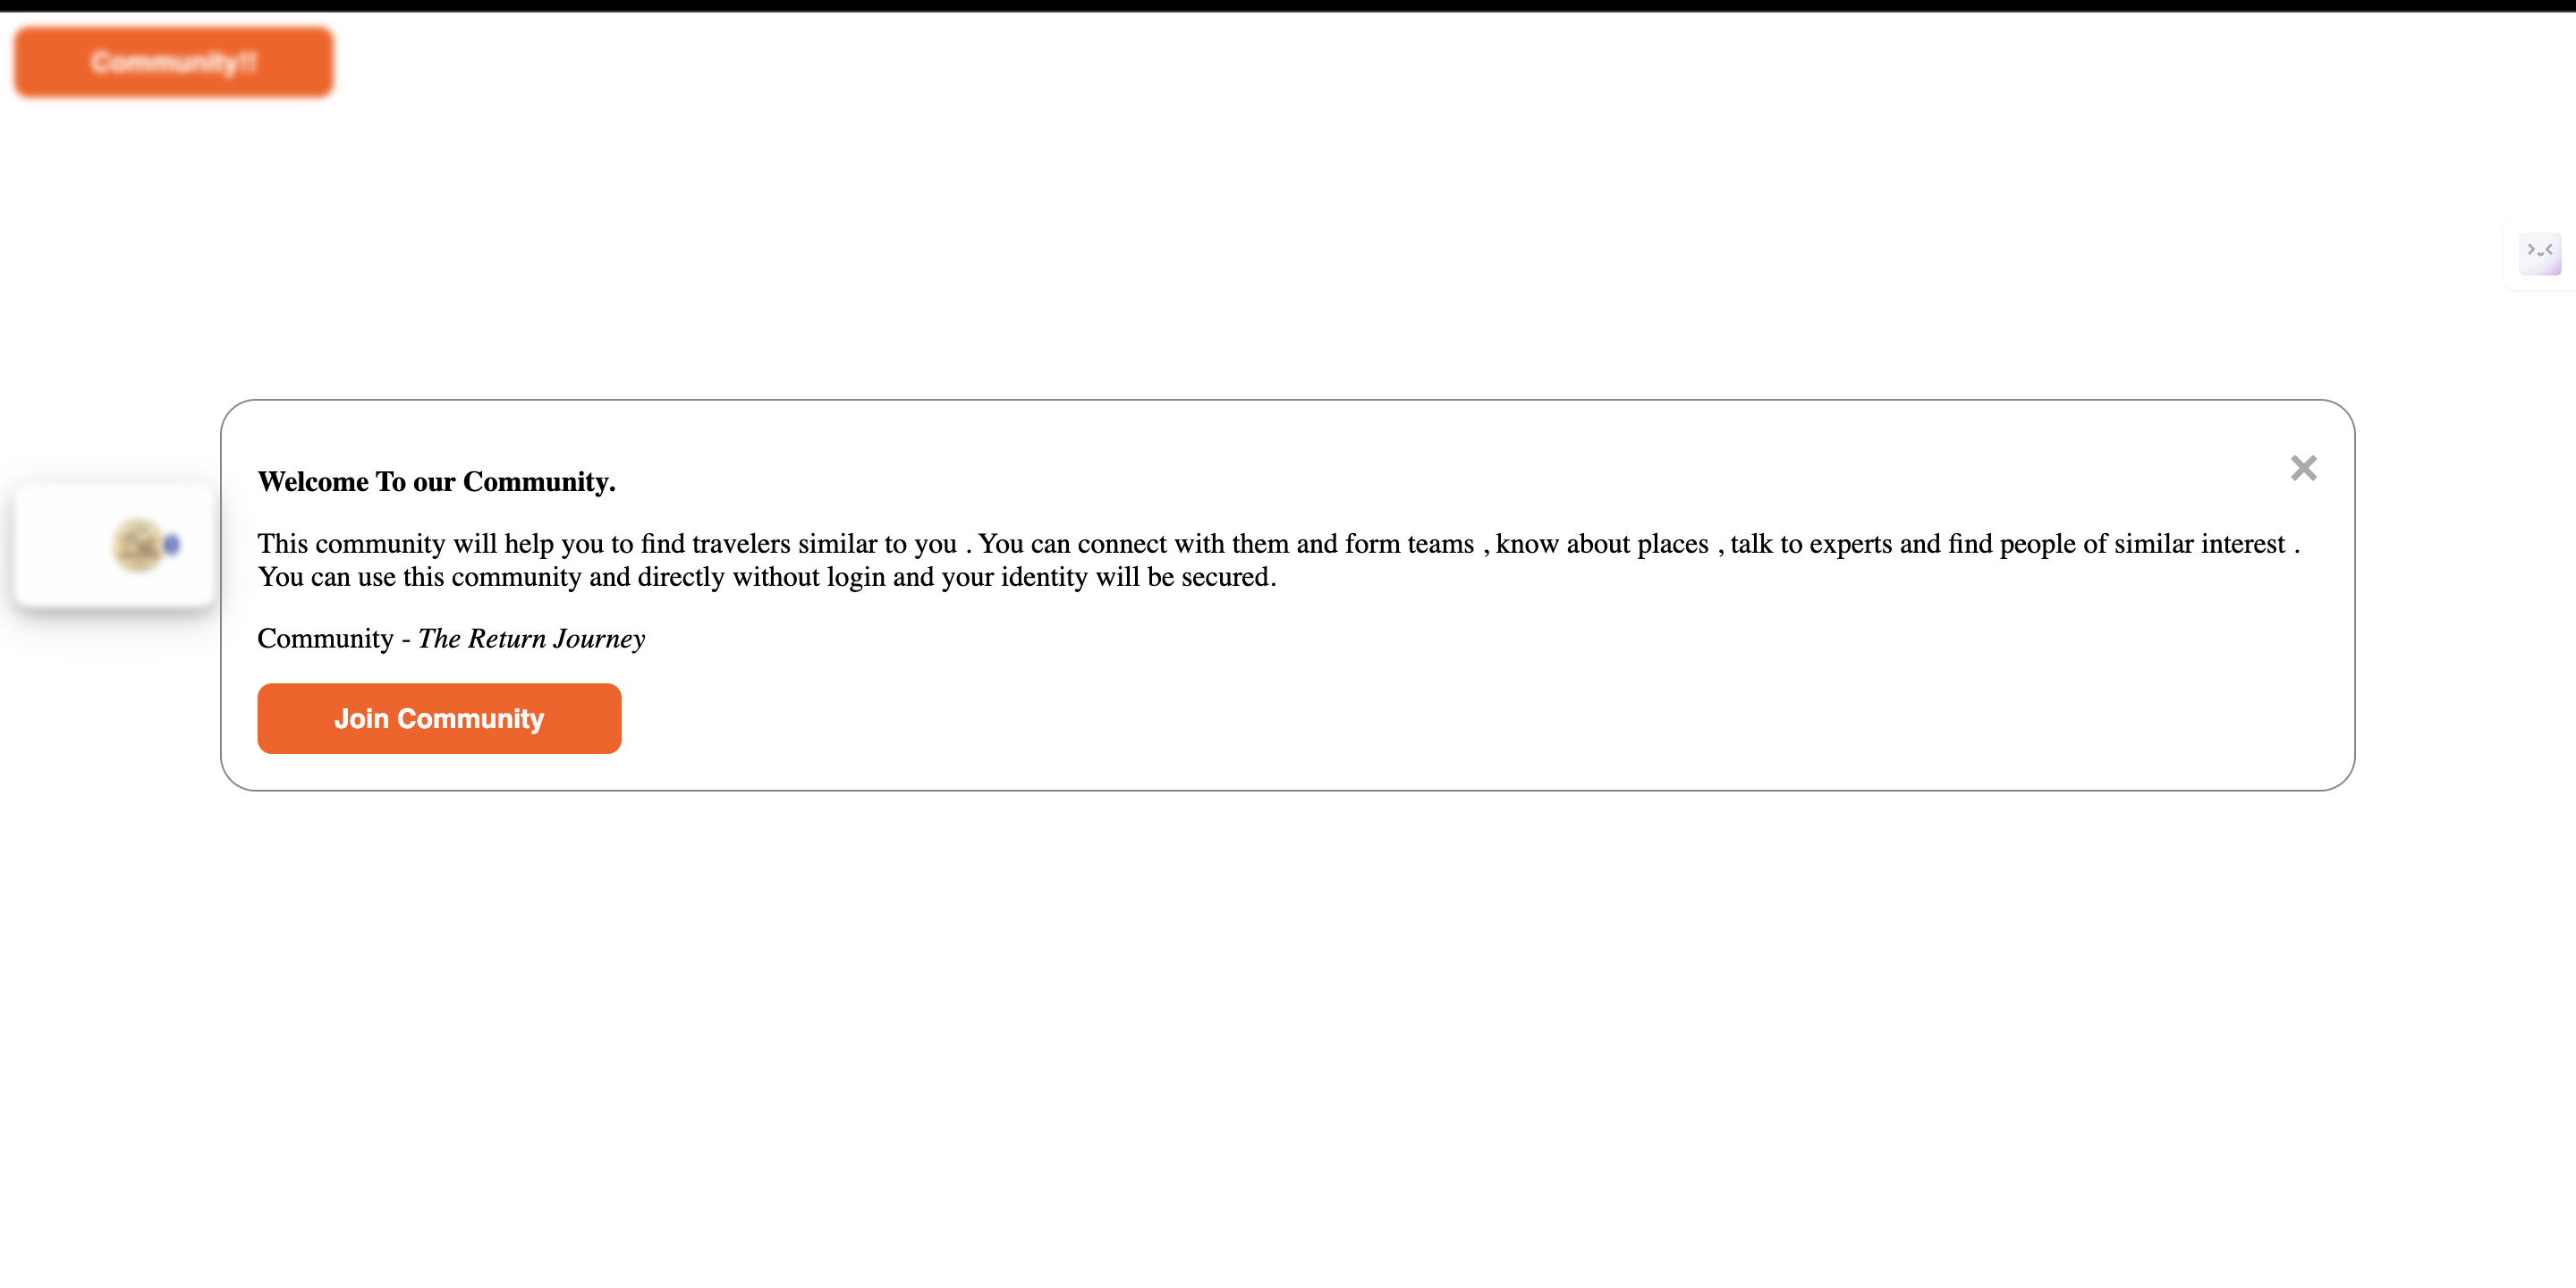 Community!!
Welcome To our Community.
This community will help you to find travelers similar to you . You can connect with them and form teams , know about places , talk to experts and find people of similar interest .
You can use this community and directly without login and your identity will be secured.
Community - The Return Journey
Join Community